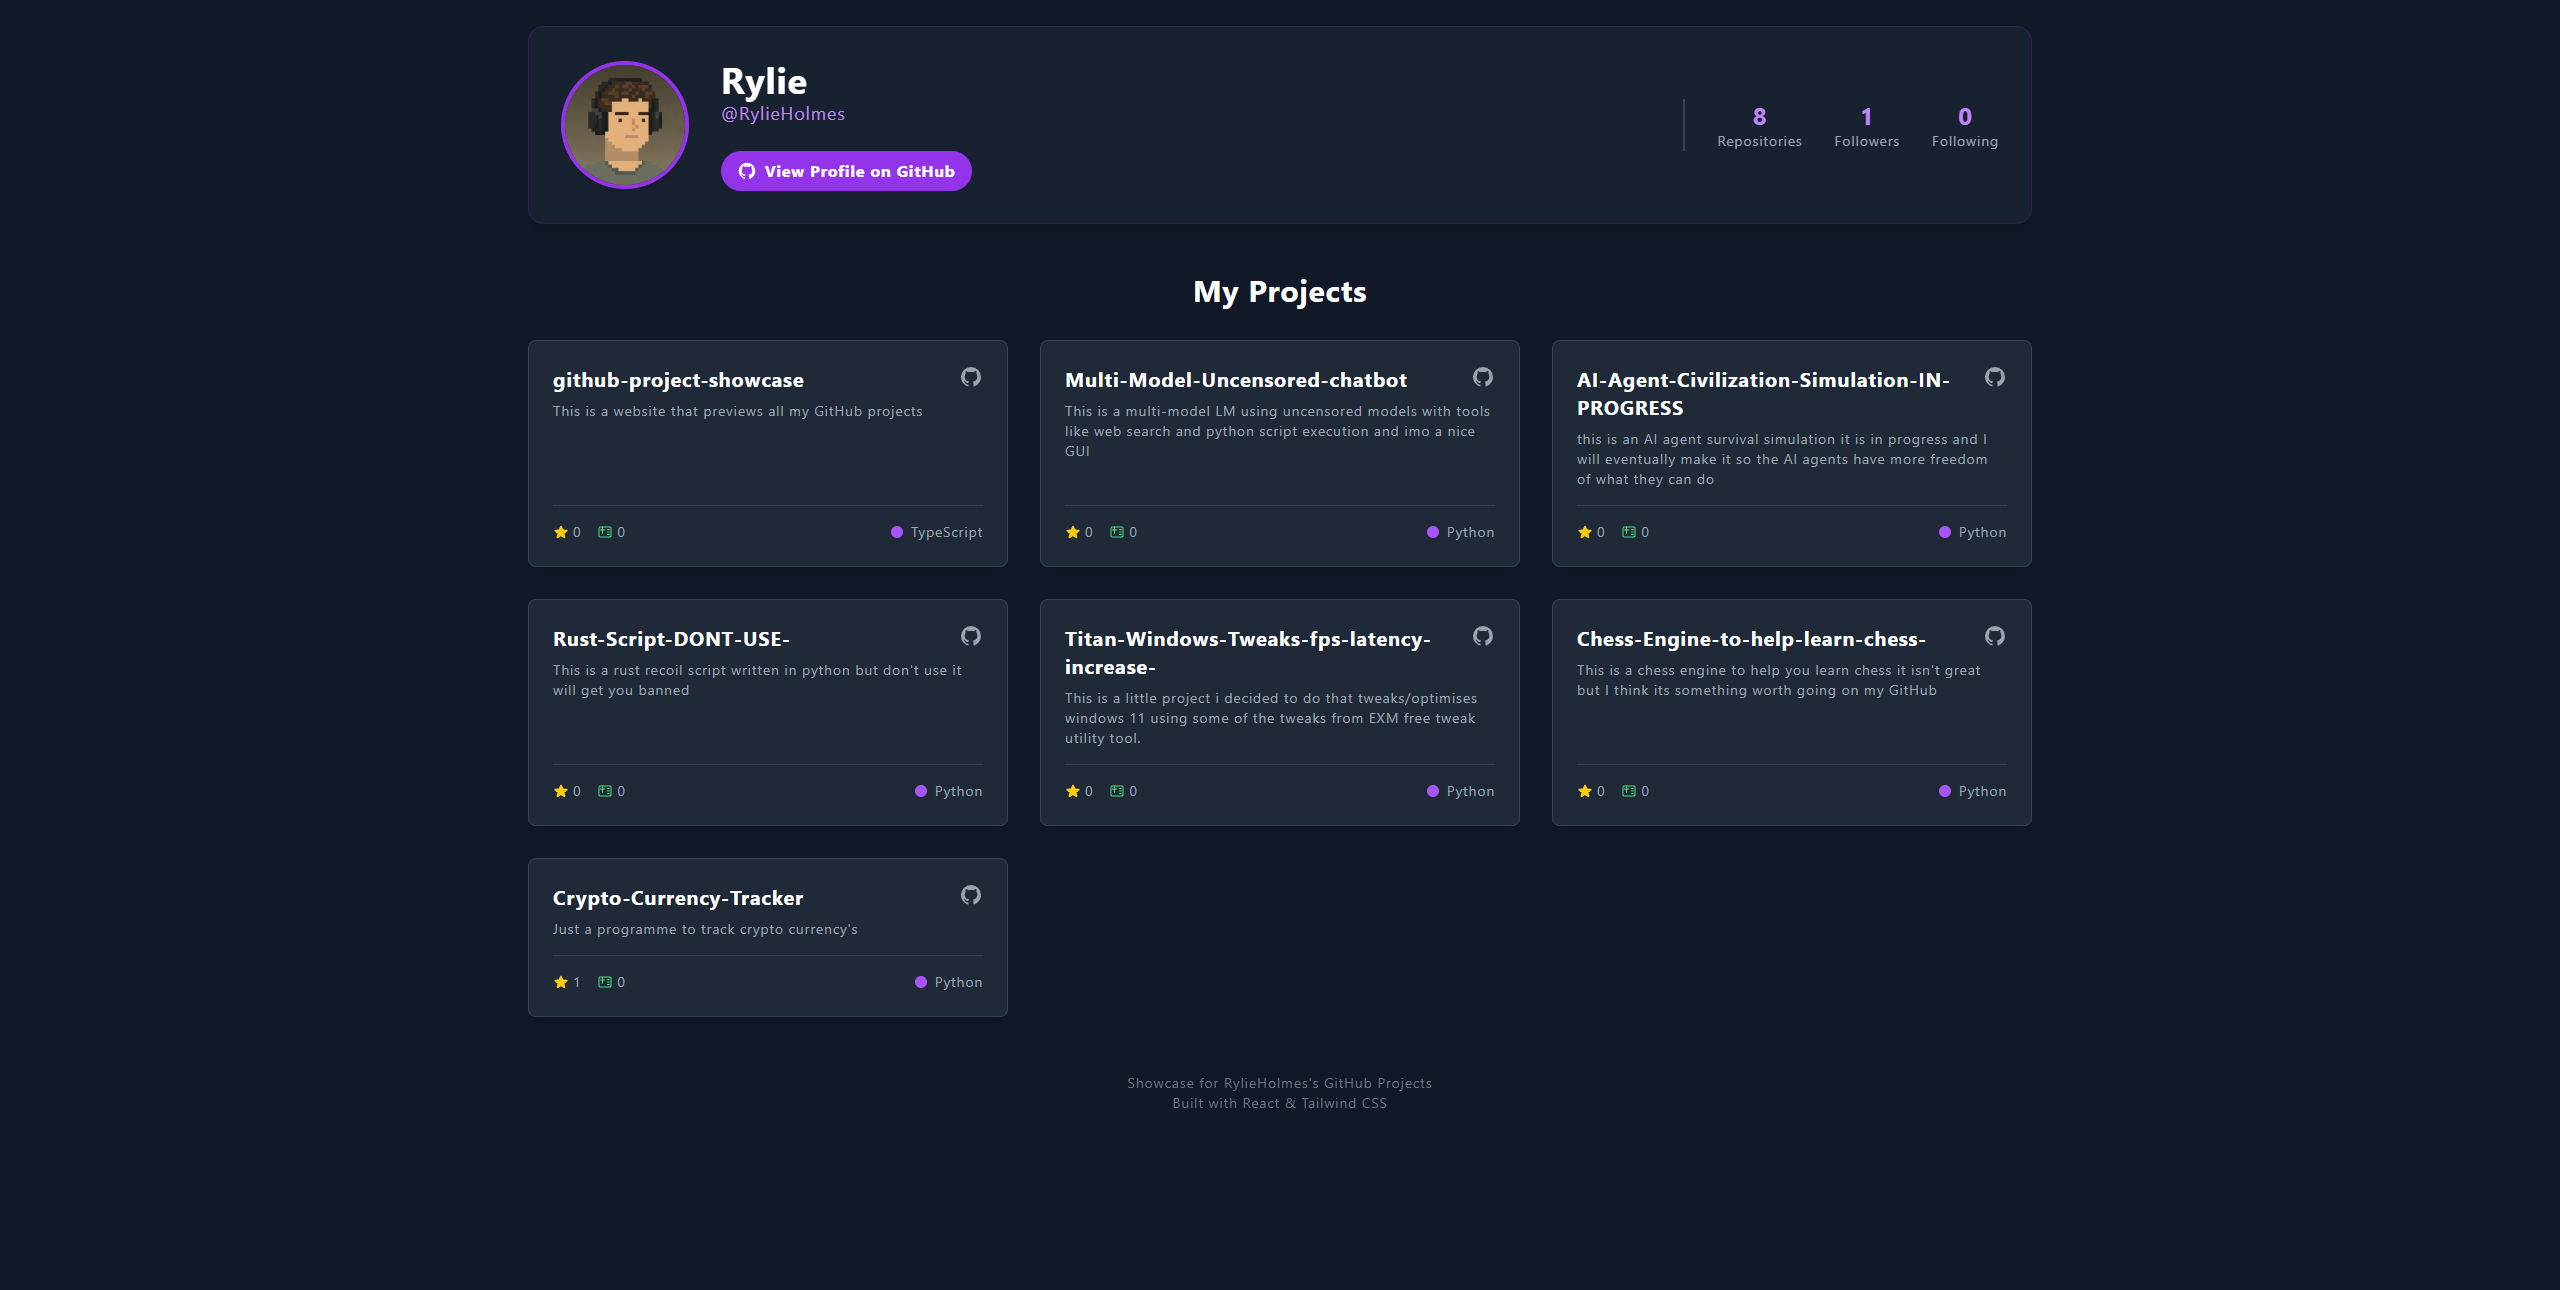 Rylie
@RylieHolmes
View Profile on GitHub
8
Repositories
1
Followers
0
Following
My Projects
github-project-showcase
This is a website that previews all my GitHub projects
0
0
TypeScript
Multi-Model-Uncensored-chatbot
This is a multi-model LM using uncensored models with tools
like web search and python script execution and imo a nice
GUI
0
0
Python
AI-Agent-Civilization-Simulation-IN-
PROGRESS
this is an AI agent survival simulation it is in progress and I
will eventually make it so the AI agents have more freedom
of what they can do
0
0
Python
Rust-Script-DONT-USE-
This is a rust recoil script written in python but don't use it
will get you banned
0
0
Python
Titan-Windows-Tweaks-fps-latency-
increase-
This is a little project i decided to do that tweaks/optimises
windows 11 using some of the tweaks from EXM free tweak
utility tool.
0
0
Python
Chess-Engine-to-help-learn-chess-
This is a chess engine to help you learn chess it isn't great
but I think its something worth going on my GitHub
0
0
Python
Crypto-Currency-Tracker
Just a programme to track crypto currency's
1
0
Python
Showcase for RylieHolmes's GitHub Projects
Built with React & Tailwind CSS